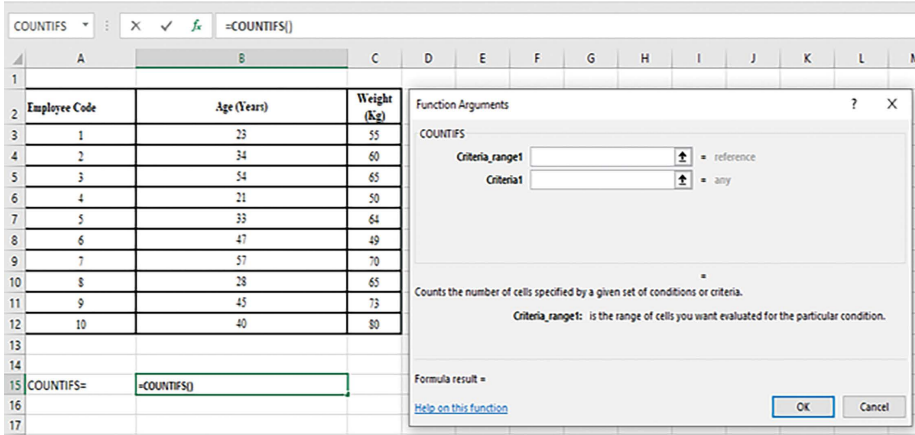 COUNTIFS =COUNTIFS()
A B C D E F G H I J K L
1
2 Employee Code Age (Years) Weight (Kg)
3 1 23 55
4 2 34 60
5 3 54 65
6 4 21 50
7 5 33 64
8 6 47 49
9 7 57 70
10 8 28 65
11 9 45 73
12 10 40 80
13
14
15 COUNTIFS= =COUNTIFS()
16
17
Function Arguments ? X
COUNTIFS
Criteria_range1 = reference
Criteria1 = any
=
Counts the number of cells specified by a given set of conditions or criteria.
Criteria_range1: is the range of cells you want evaluated for the particular condition.
Formula result =
Help on this function OK Cancel